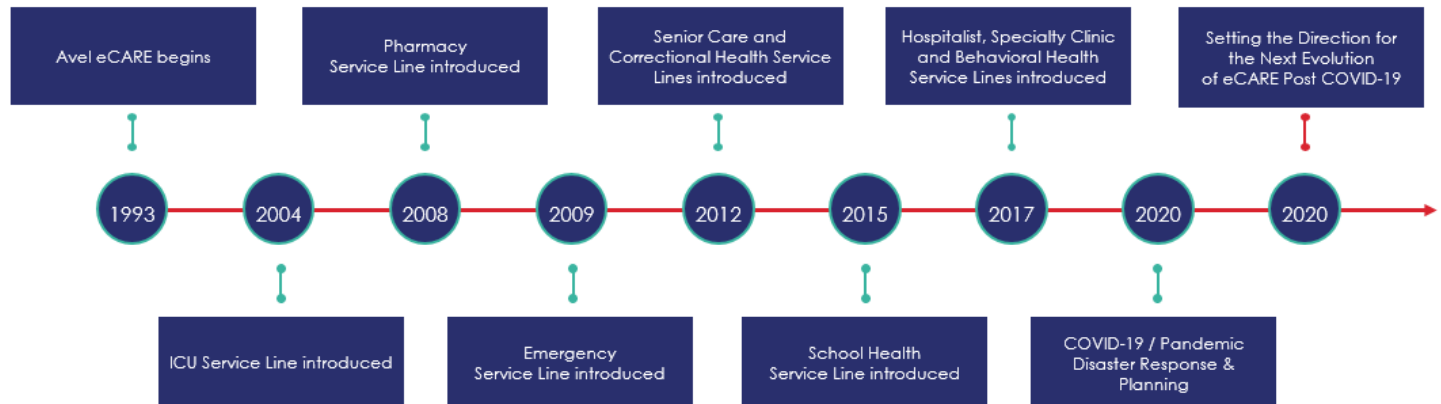 Avel eCARE begins
Pharmacy
Service Line introduced
Senior Care and
Correctional Health Service
Lines introduced
Hospitalist, Specialty Clinic
and Behavioral Health
Service Lines introduced
Setting the Direction for
the Next Evolution
of eCARE Post COVID-19
1993
2004
2008
2009
2012
2015
2017
2020
2020
ICU Service Line introduced
Emergency
Service Line introduced
School Health
Service Line introduced
COVID-19 / Pandemic
Disaster Response &
Planning